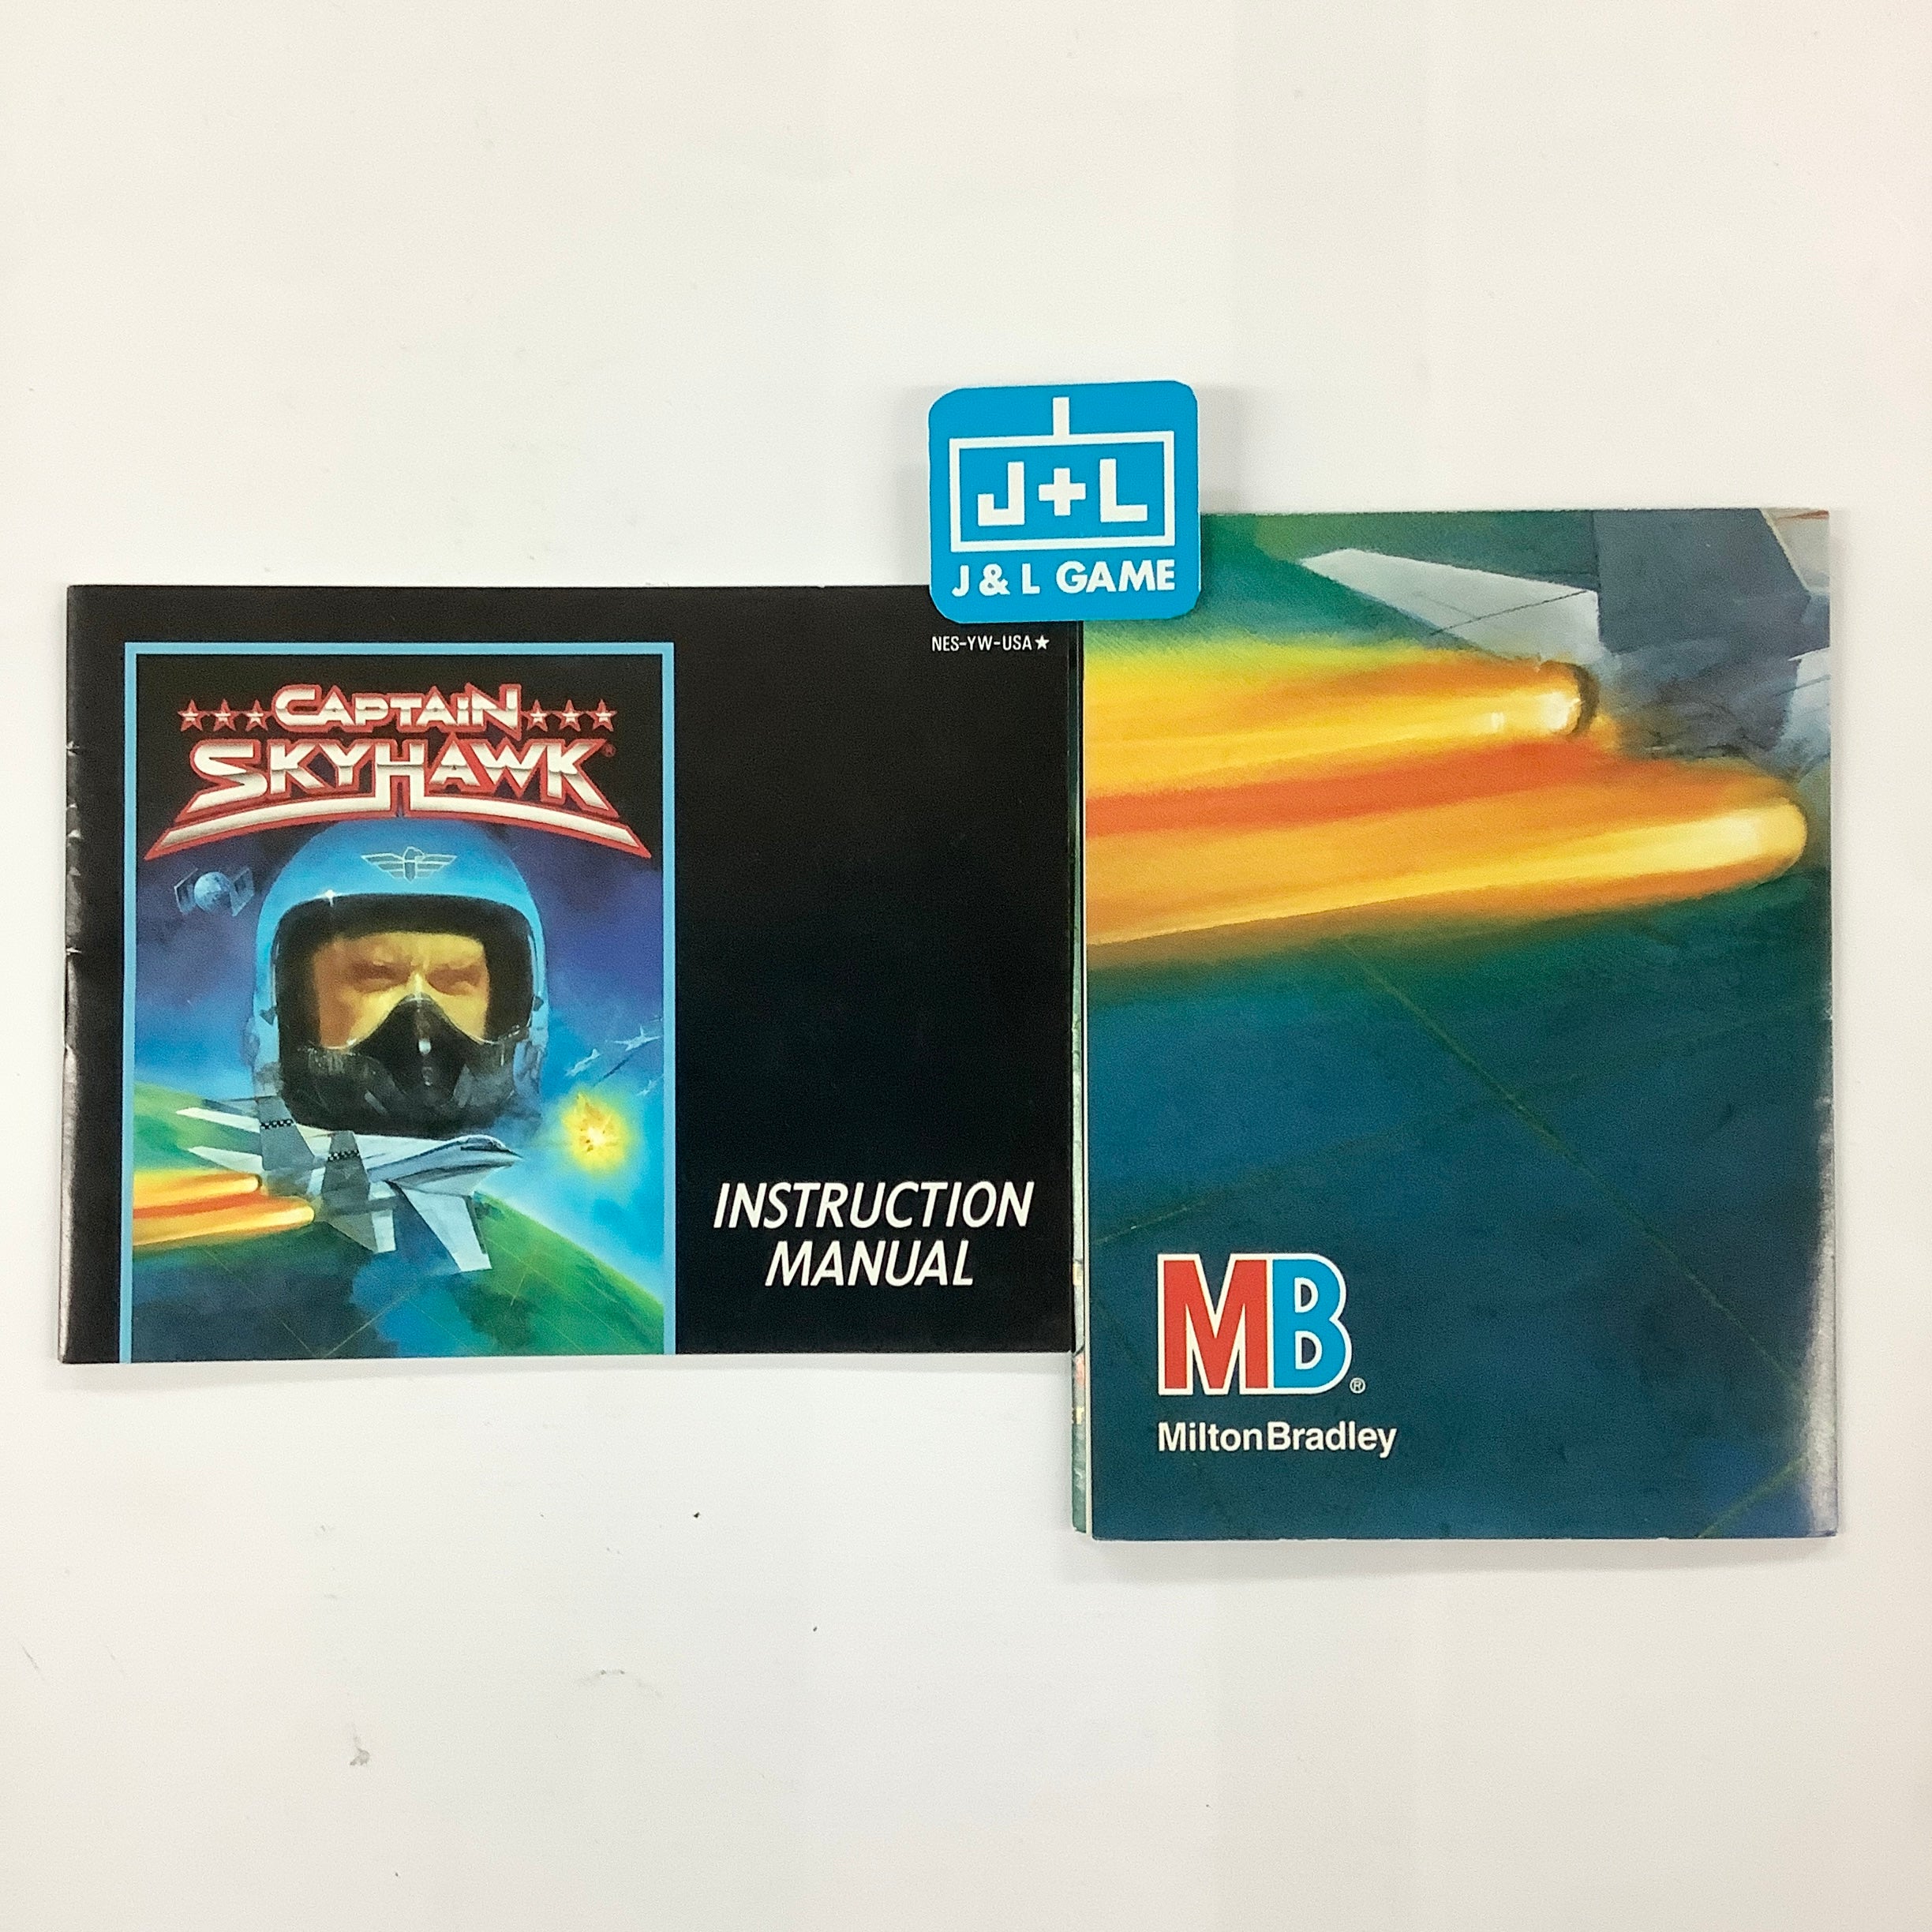 J+L
J & L GAME
NES-YW-USA★
★★★CAPTAIN★★★
SKYHAWK®
INSTRUCTION
MANUAL
MB®
Milton Bradley